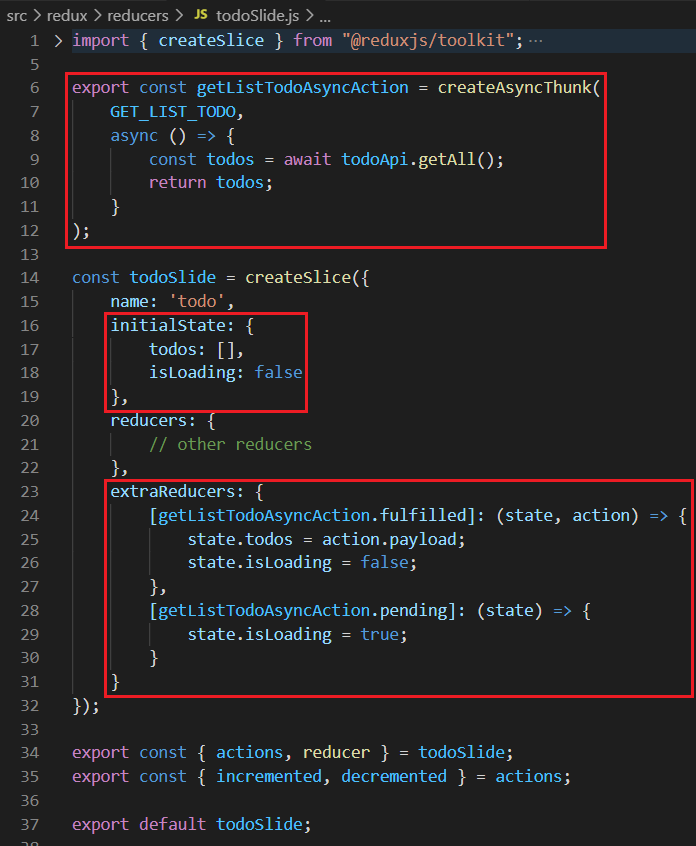 src > redux > reducers > JS todoSlide.js > ...
1 > import { createSlice } from "@reduxjs/toolkit"; ···
5
6 export const getListTodoAsyncAction = createAsyncThunk(
7     GET_LIST_TODO,
8     async () => {
9         const todos = await todoApi.getAll();
10         return todos;
11     }
12 );
13
14 const todoSlide = createSlice({
15     name: 'todo',
16     initialState: {
17         todos: [],
18         isLoading: false
19     },
20     reducers: {
21         // other reducers
22     },
23     extraReducers: {
24         [getListTodoAsyncAction.fulfilled]: (state, action) => {
25             state.todos = action.payload;
26             state.isLoading = false;
27         },
28         [getListTodoAsyncAction.pending]: (state) => {
29             state.isLoading = true;
30         }
31     }
32 });
33
34 export const { actions, reducer } = todoSlide;
35 export const { incremented, decremented } = actions;
36
37 export default todoSlide;